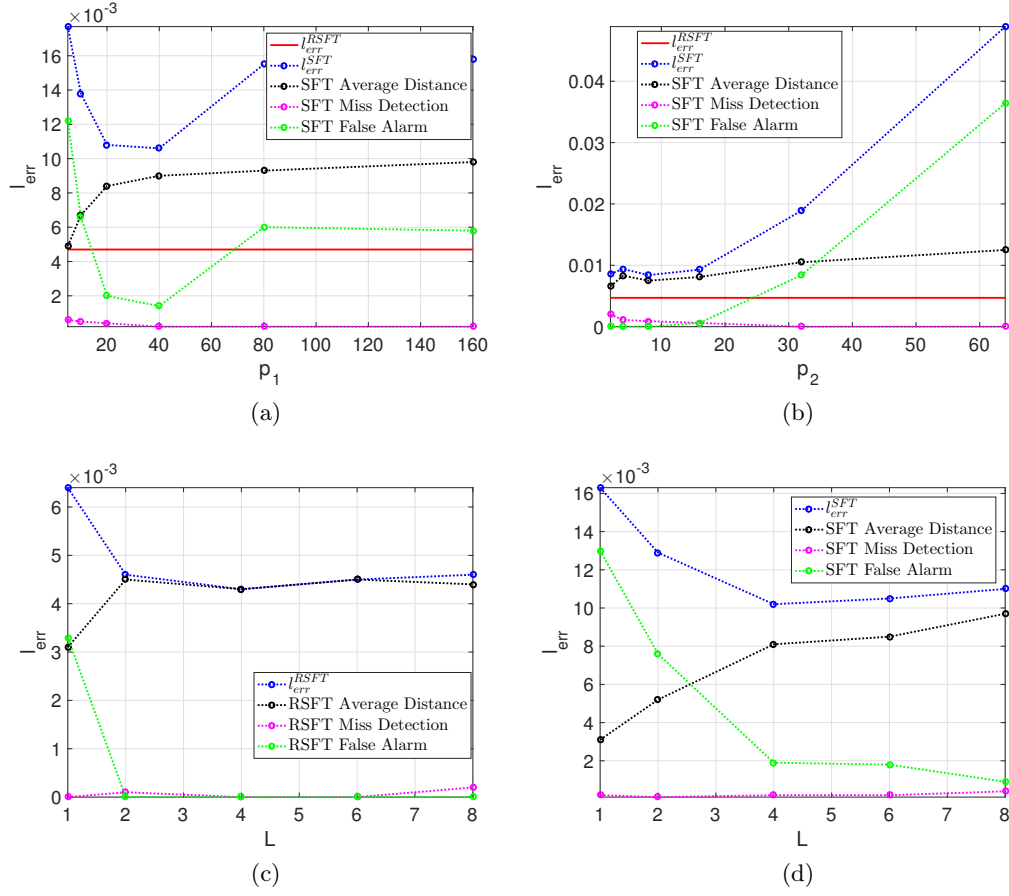 ×10^-3
16
14
12
10
8
6
4
2
l_err
20 40 60 80 100 120 140 160
p_1
l_err^RSFT
l_err^SFT
SFT Average Distance
SFT Miss Detection
SFT False Alarm
(a)
0.04
0.03
0.02
0.01
0
l_err
10 20 30 40 50 60
p_2
l_err^RSFT
l_err^SFT
SFT Average Distance
SFT Miss Detection
SFT False Alarm
(b)
×10^-3
6
5
4
3
2
1
0
l_err
1 2 3 4 5 6 7 8
L
l_err^RSFT
RSFT Average Distance
RSFT Miss Detection
RSFT False Alarm
(c)
×10^-3
16
14
12
10
8
6
4
2
l_err
1 2 3 4 5 6 7 8
L
l_err^SFT
SFT Average Distance
SFT Miss Detection
SFT False Alarm
(d)